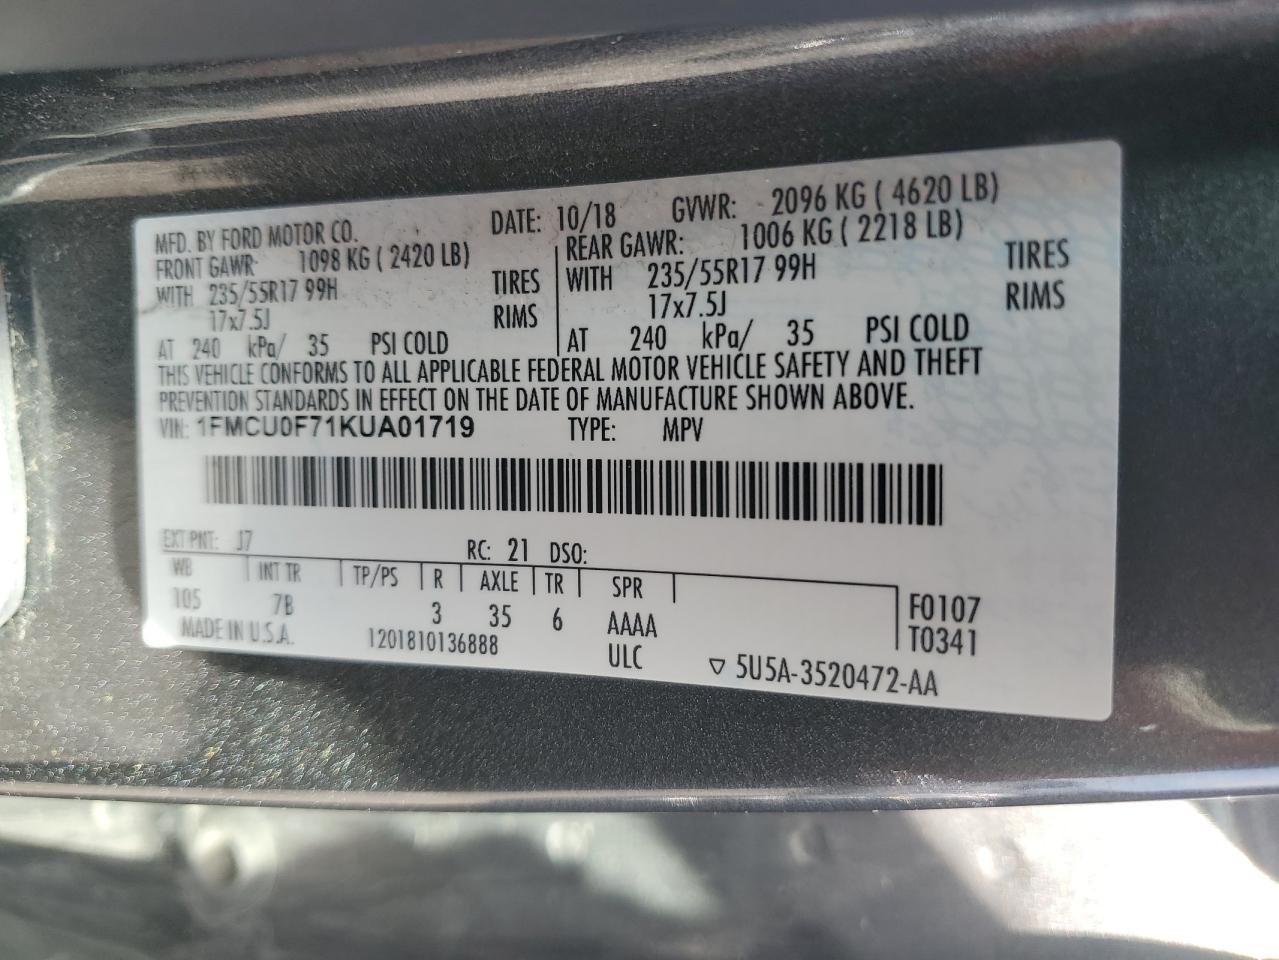 MFD. BY FORD MOTOR CO. DATE: 10/18 GVWR: 2096 KG ( 4620 LB)
FRONT GAWR: 1098 KG ( 2420 LB) REAR GAWR: 1006 KG ( 2218 LB)
WITH 235/55R17 99H TIRES WITH 235/55R17 99H TIRES
17x7.5J RIMS 17x7.5J RIMS
AT 240 kPa/ 35 PSI COLD AT 240 kPa/ 35 PSI COLD
THIS VEHICLE CONFORMS TO ALL APPLICABLE FEDERAL MOTOR VEHICLE SAFETY AND THEFT
PREVENTION STANDARDS IN EFFECT ON THE DATE OF MANUFACTURE SHOWN ABOVE.
VIN: 1FMCU0F71KUA01719 TYPE: MPV
EXT PNT: J7 RC: 21 DSO:
WB INT TR TP/PS R AXLE TR SPR
105 7B 3 35 6 AAAA F0107
MADE IN U.S.A. 1201810136888 ULC T0341
▽ 5U5A-3520472-AA